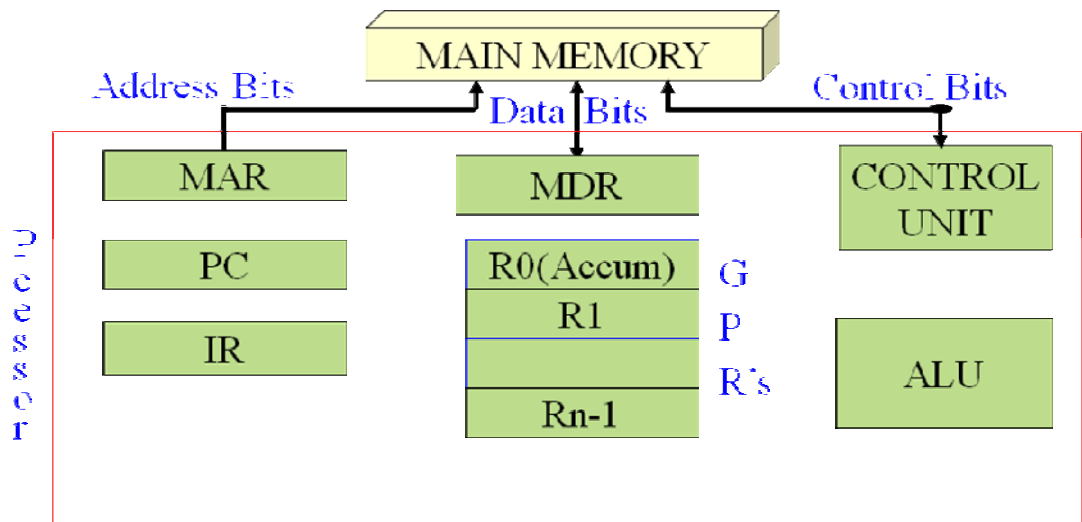 MAIN MEMORY
Address Bits
Data Bits
Control Bits
MAR
MDR
CONTROL
UNIT
PC
R0(Accum)
G
R1
P
IR
R's
ALU
Rn-1
Processor